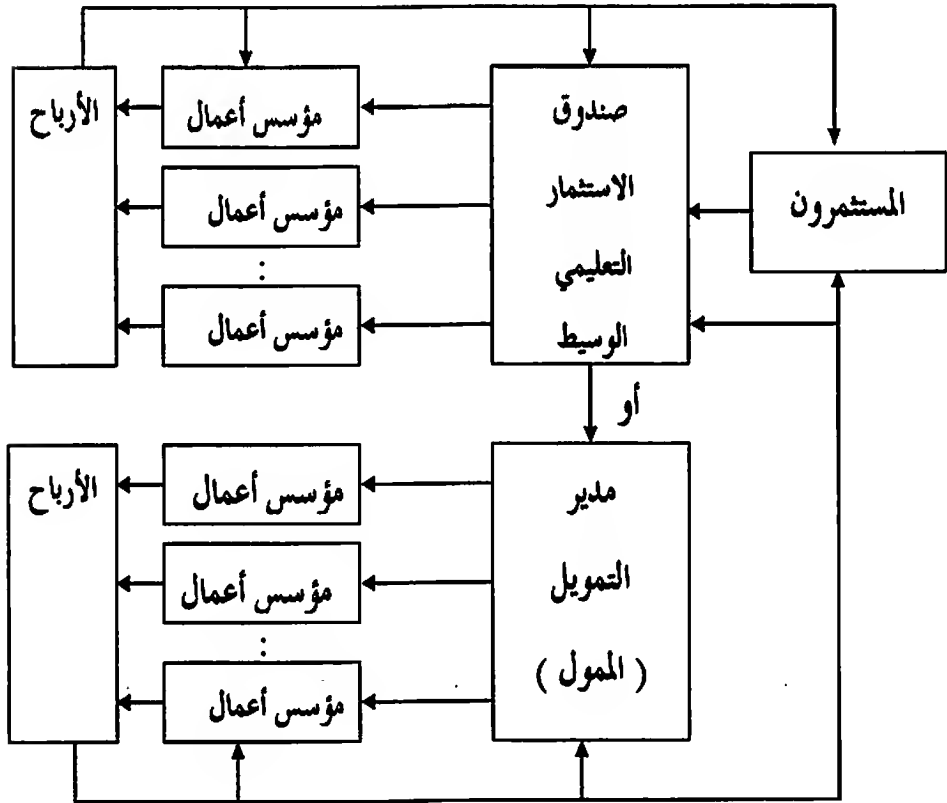 المستثمرون
صندوق
الاستثمار
التعليمي
الوسيط
مؤسس أعمال
مؤسس أعمال
:
مؤسس أعمال
الأرباح
أو
مدير
التمويل
( الممول )
مؤسس أعمال
مؤسس أعمال
:
مؤسس أعمال
الأرباح